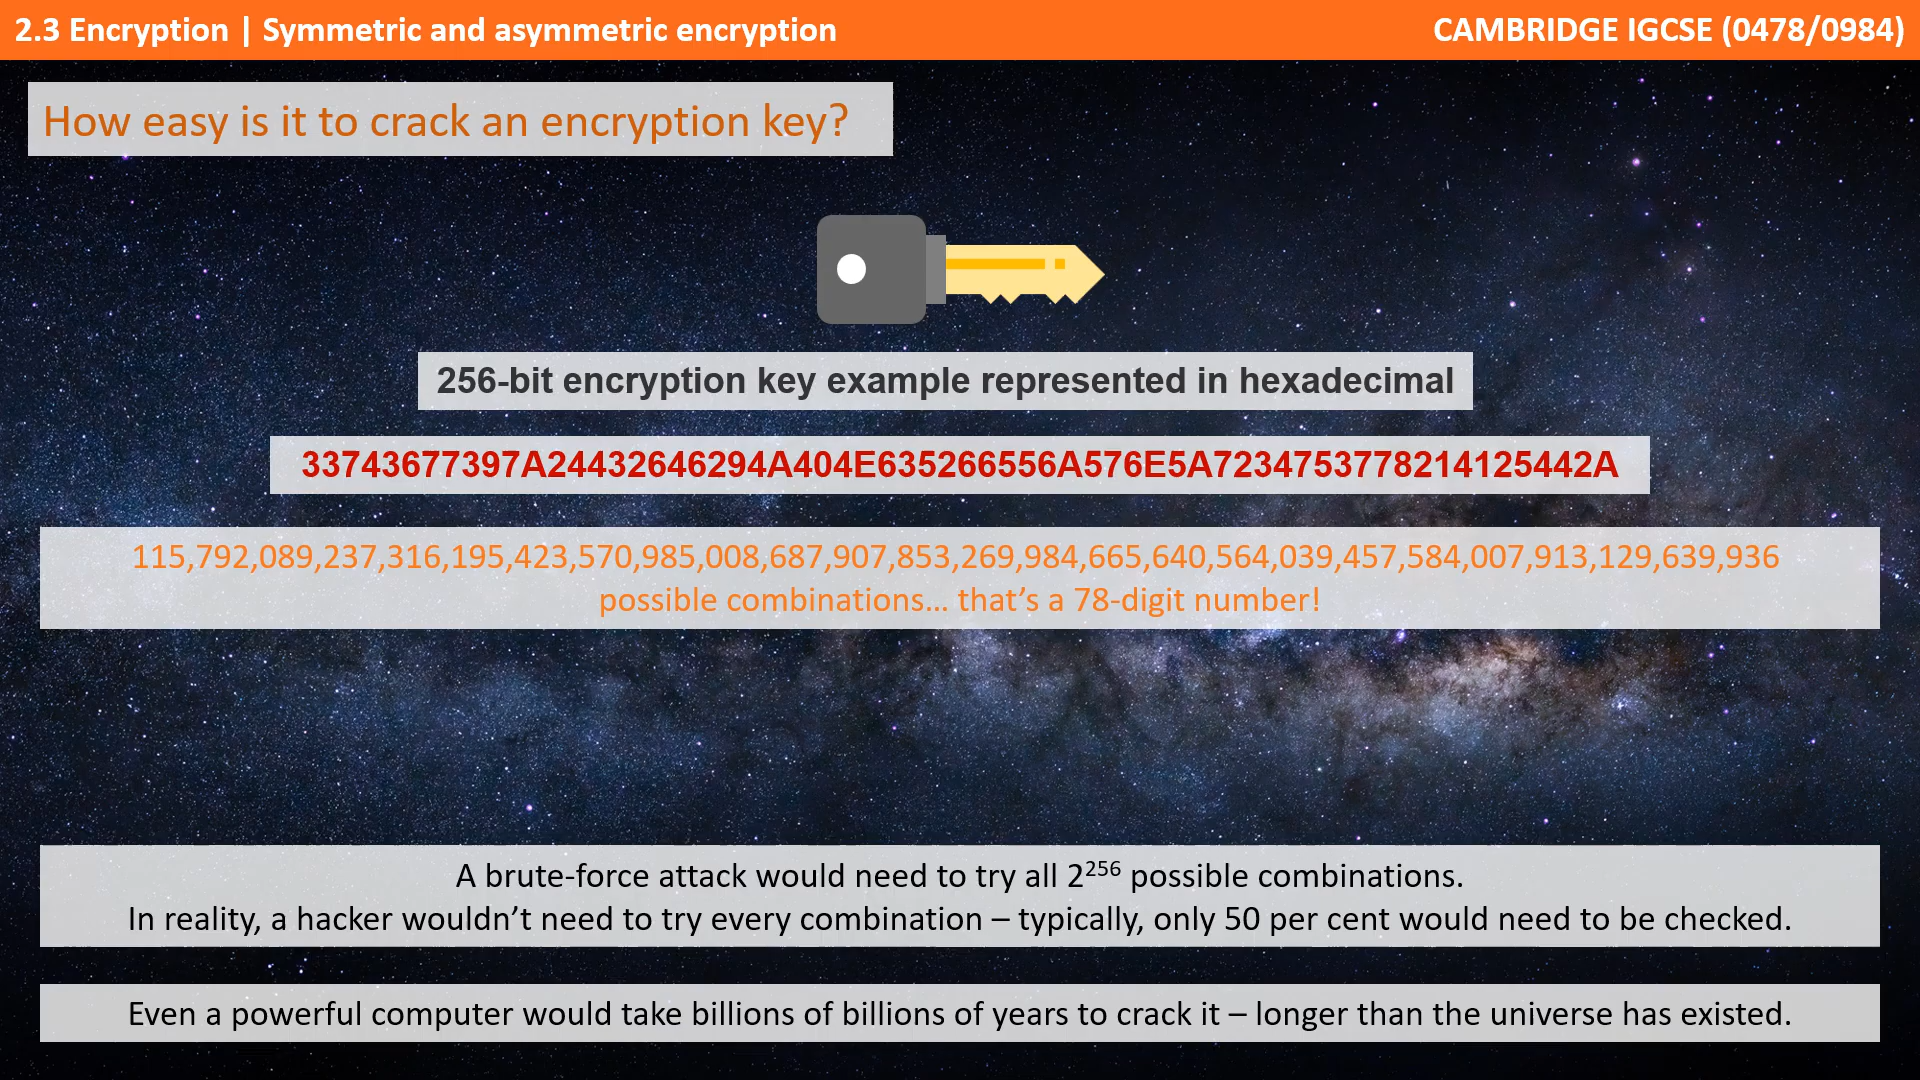 2.3 Encryption | Symmetric and asymmetric encryption
CAMBRIDGE IGCSE (0478/0984)
How easy is it to crack an encryption key?
256-bit encryption key example represented in hexadecimal
33743677397A24432646294A404E635266556A576E5A7234753778214125442A
115,792,089,237,316,195,423,570,985,008,687,907,853,269,984,665,640,564,039,457,584,007,913,129,639,936
possible combinations… that’s a 78-digit number!
A brute-force attack would need to try all 2²⁵⁶ possible combinations.
In reality, a hacker wouldn’t need to try every combination – typically, only 50 per cent would need to be checked.
Even a powerful computer would take billions of billions of years to crack it – longer than the universe has existed.